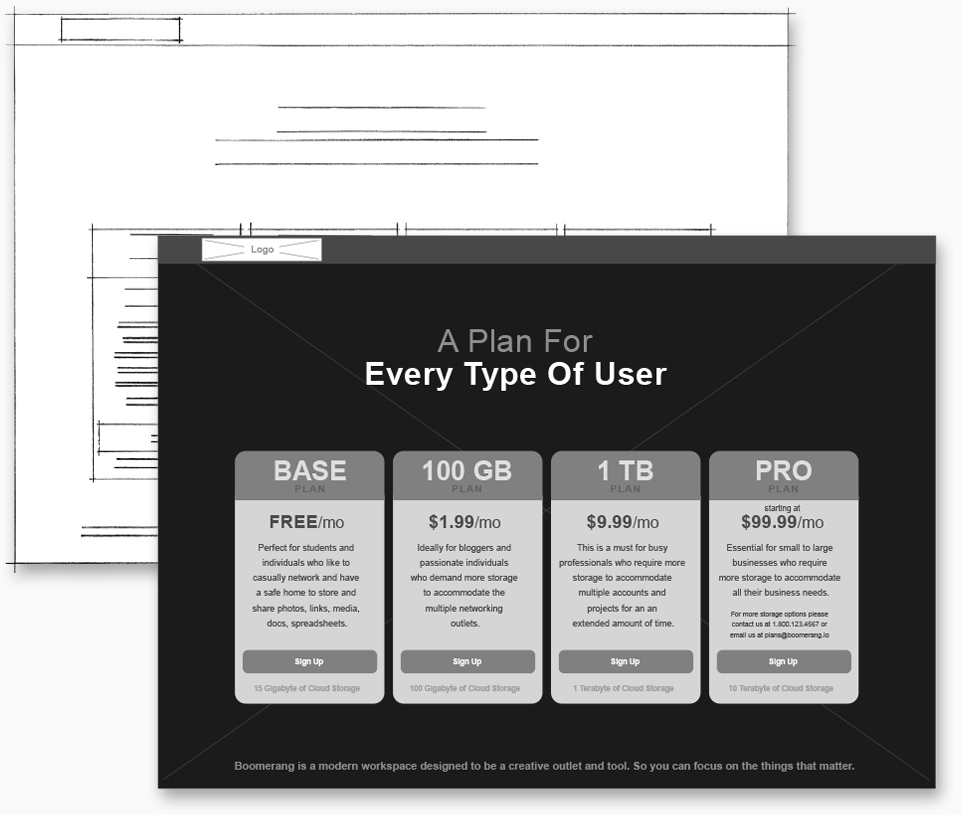 Logo
A Plan For
Every Type Of User
BASE
PLAN
FREE/mo
Perfect for students and
individuals who like to
casually network and have
a safe home to store and
share photos, links, media,
docs, spreadsheets.
Sign Up
15 Gigabyte of Cloud Storage
100 GB
PLAN
$1.99/mo
Ideally for bloggers and
passionate individuals
who demand more storage
to accommodate the
multiple networking
outlets.
Sign Up
100 Gigabyte of Cloud Storage
1 TB
PLAN
$9.99/mo
This is a must for busy
professionals who require more
storage to accommodate
multiple accounts and
projects for an an
extended amount of time.
Sign Up
1 Terabyte of Cloud Storage
PRO
PLAN
starting at
$99.99/mo
Essential for small to large
businesses who require
more storage to accommodate
all their business needs.
For more storage options please
contact us at 1.800.123.4567 or
email us at plans@boomerang.io
Sign Up
10 Terabyte of Cloud Storage
Boomerang is a modern workspace designed to be a creative outlet and tool. So you can focus on the things that matter.